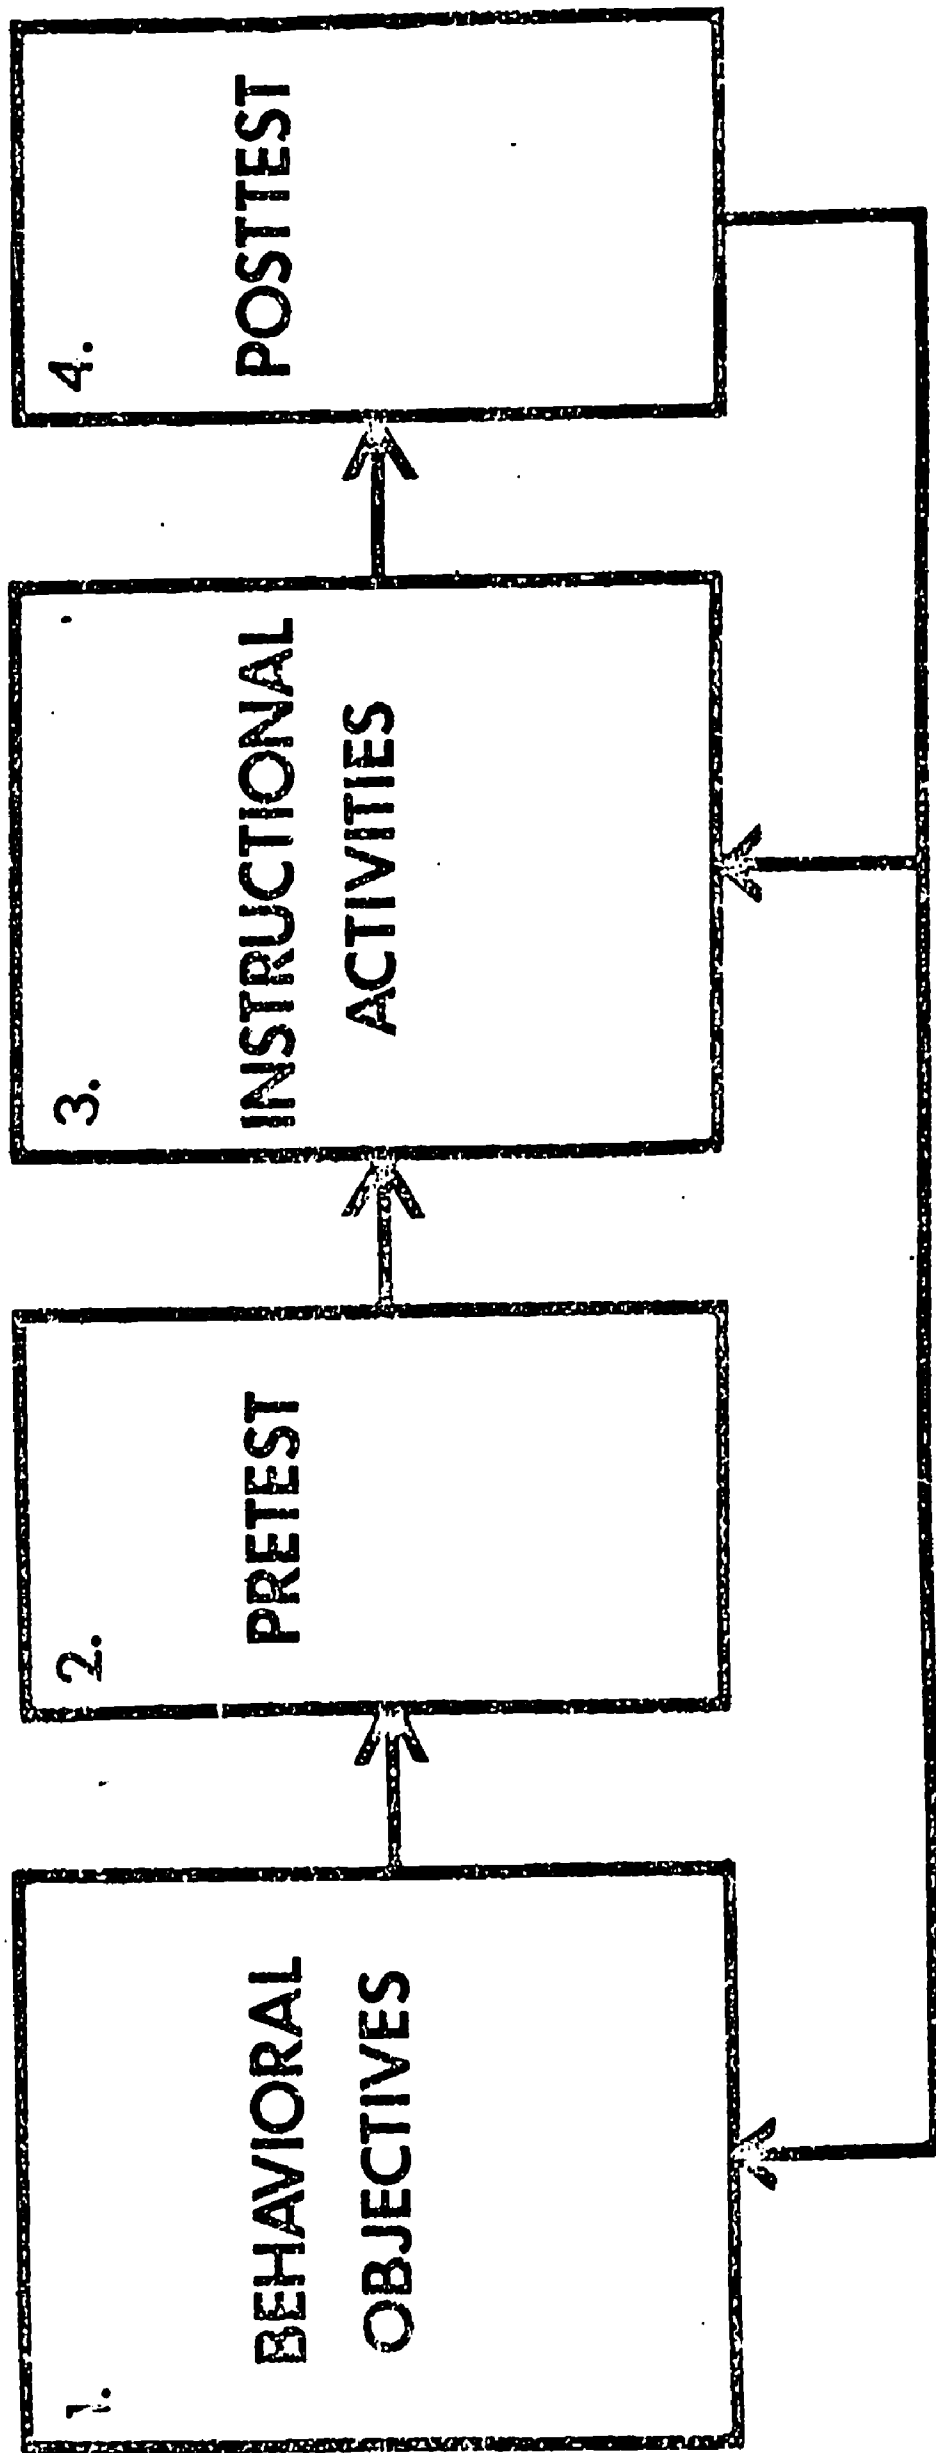 1.
BEHAVIORAL
OBJECTIVES
2.
PRETEST
3.
INSTRUCTIONAL
ACTIVITIES
4.
POSTTEST